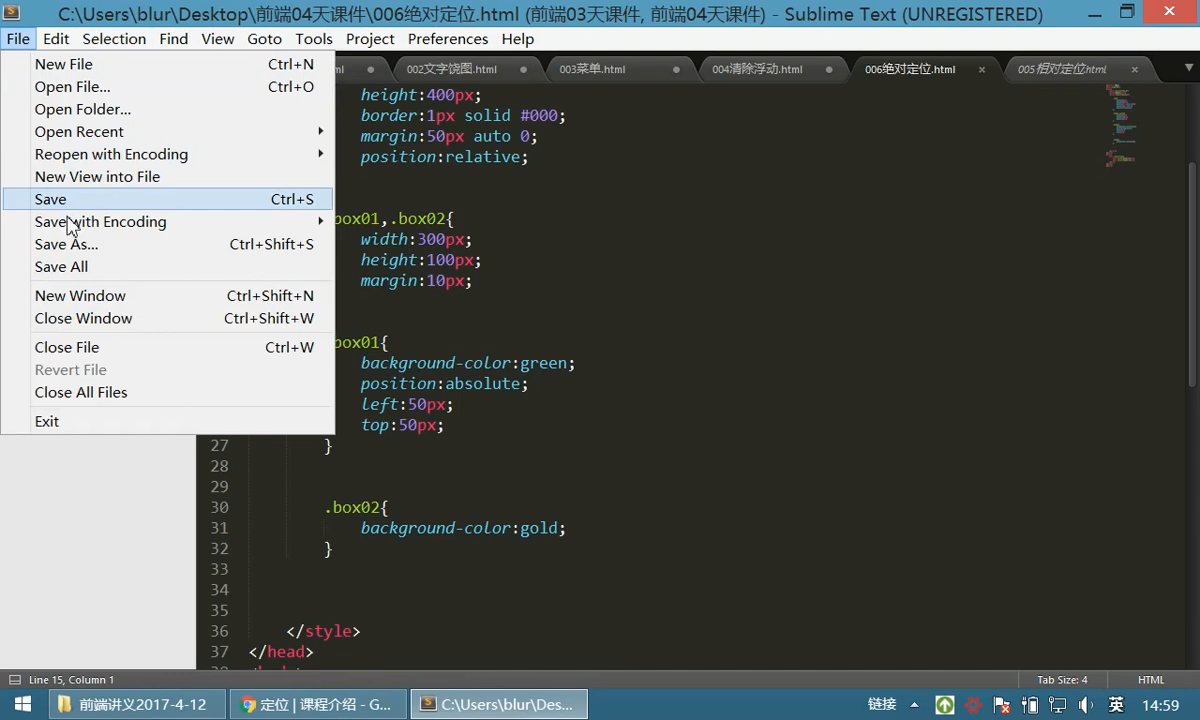 C:\Users\blur\Desktop\前端04天课件\006绝对定位.html (前端03天课件, 前端04天课件) - Sublime Text (UNREGISTERED)
File Edit Selection Find View Goto Tools Project Preferences Help
ml 002文字饶图.html 003菜单.html 004清除浮动.html 006绝对定位.html 005相对定位html
New File Ctrl+N
Open File... Ctrl+O
Open Folder...
Open Recent
Reopen with Encoding
New View into File
Save Ctrl+S
Save with Encoding
Save As... Ctrl+Shift+S
Save All
New Window Ctrl+Shift+N
Close Window Ctrl+Shift+W
Close File Ctrl+W
Revert File
Close All Files
Exit
height:400px;
border:1px solid #000;
margin:50px auto 0;
position:relative;
box01,.box02{
width:300px;
height:100px;
margin:10px;
box01{
background-color:green;
position:absolute;
left:50px;
top:50px;
27 }
28
29
30 .box02{
31 background-color:gold;
32 }
33
34
35
36 </style>
37 </head>
Line 15, Column 1 Tab Size: 4 HTML
前端讲义2017-4-12 定位 | 课程介绍 - G... C:\Users\blur\Des... 链接 英 14:59